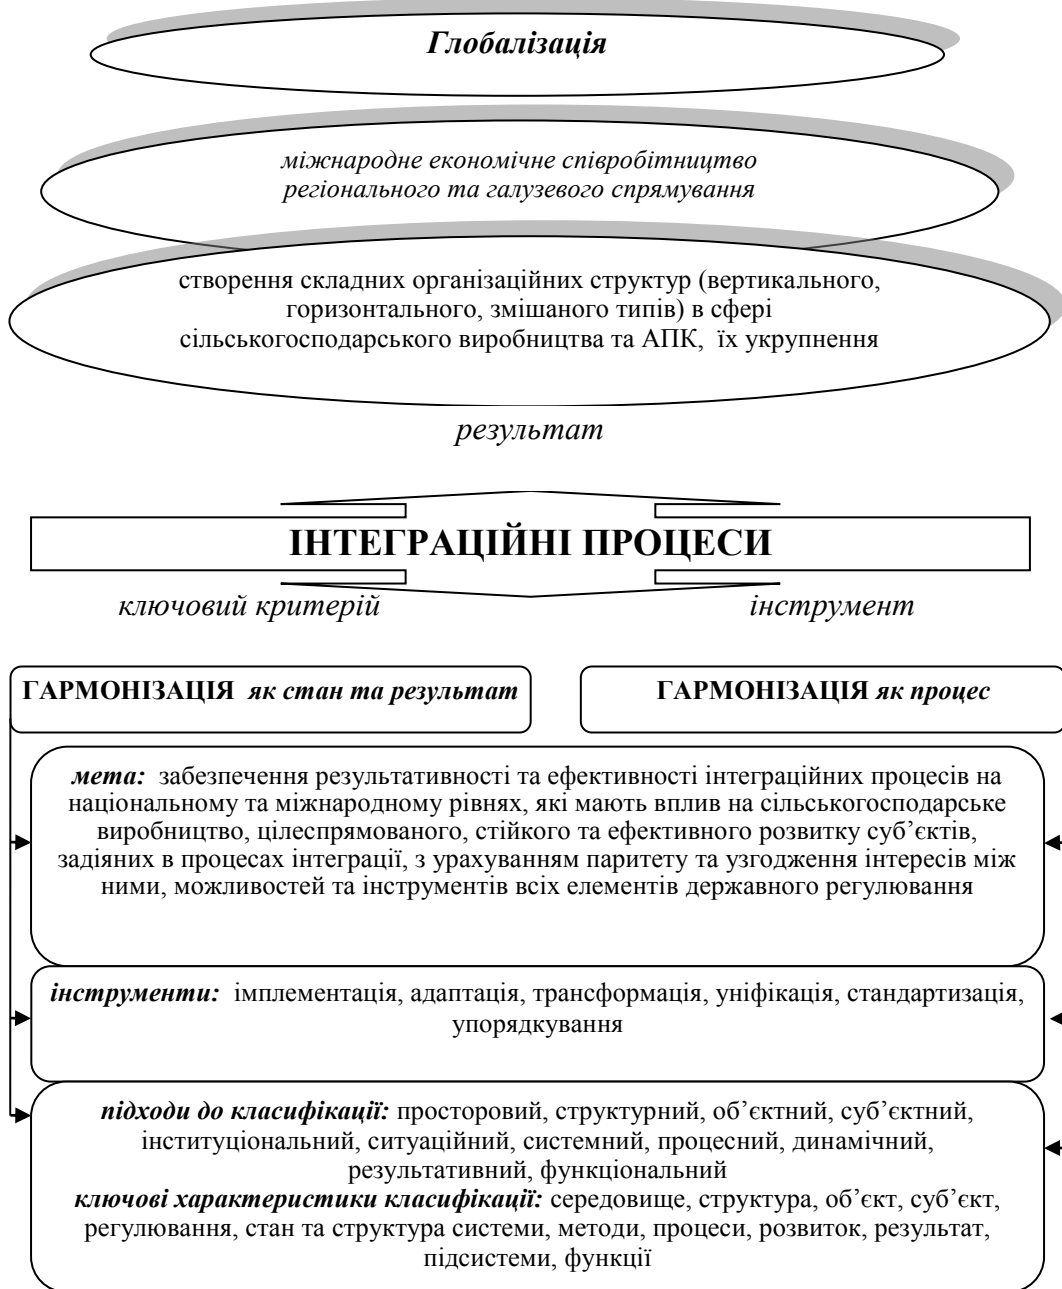 Глобалізація
міжнародне економічне співробітництво
регіонального та галузевого спрямування
створення складних організаційних структур (вертикального,
горизонтального, змішаного типів) в сфері
сільськогосподарського виробництва та АПК, їх укрупнення
результат
ІНТЕГРАЦІЙНІ ПРОЦЕСИ
ключовий критерій
інструмент
ГАРМОНІЗАЦІЯ як стан та результат
ГАРМОНІЗАЦІЯ як процес
мета: забезпечення результативності та ефективності інтеграційних процесів на
національному та міжнародному рівнях, які мають вплив на сільськогосподарське
виробництво, цілеспрямованого, стійкого та ефективного розвитку суб’єктів,
задіяних в процесах інтеграції, з урахуванням паритету та узгодження інтересів між
ними, можливостей та інструментів всіх елементів державного регулювання
інструменти: імплементація, адаптація, трансформація, уніфікація, стандартизація,
упорядкування
підходи до класифікації: просторовий, структурний, об’єктний, суб’єктний,
інституціональний, ситуаційний, системний, процесний, динамічний,
результативний, функціональний
ключові характеристики класифікації: середовище, структура, об’єкт, суб’єкт,
регулювання, стан та структура системи, методи, процеси, розвиток, результат,
підсистеми, функції